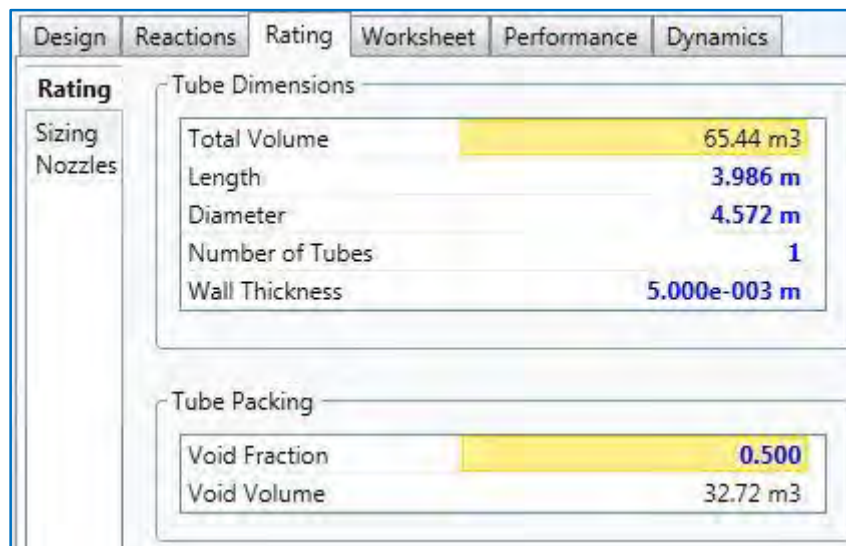 Design Reactions Rating Worksheet Performance Dynamics
Rating
Sizing
Nozzles
Tube Dimensions
Total Volume 65.44 m3
Length 3.986 m
Diameter 4.572 m
Number of Tubes 1
Wall Thickness 5.000e-003 m
Tube Packing
Void Fraction 0.500
Void Volume 32.72 m3